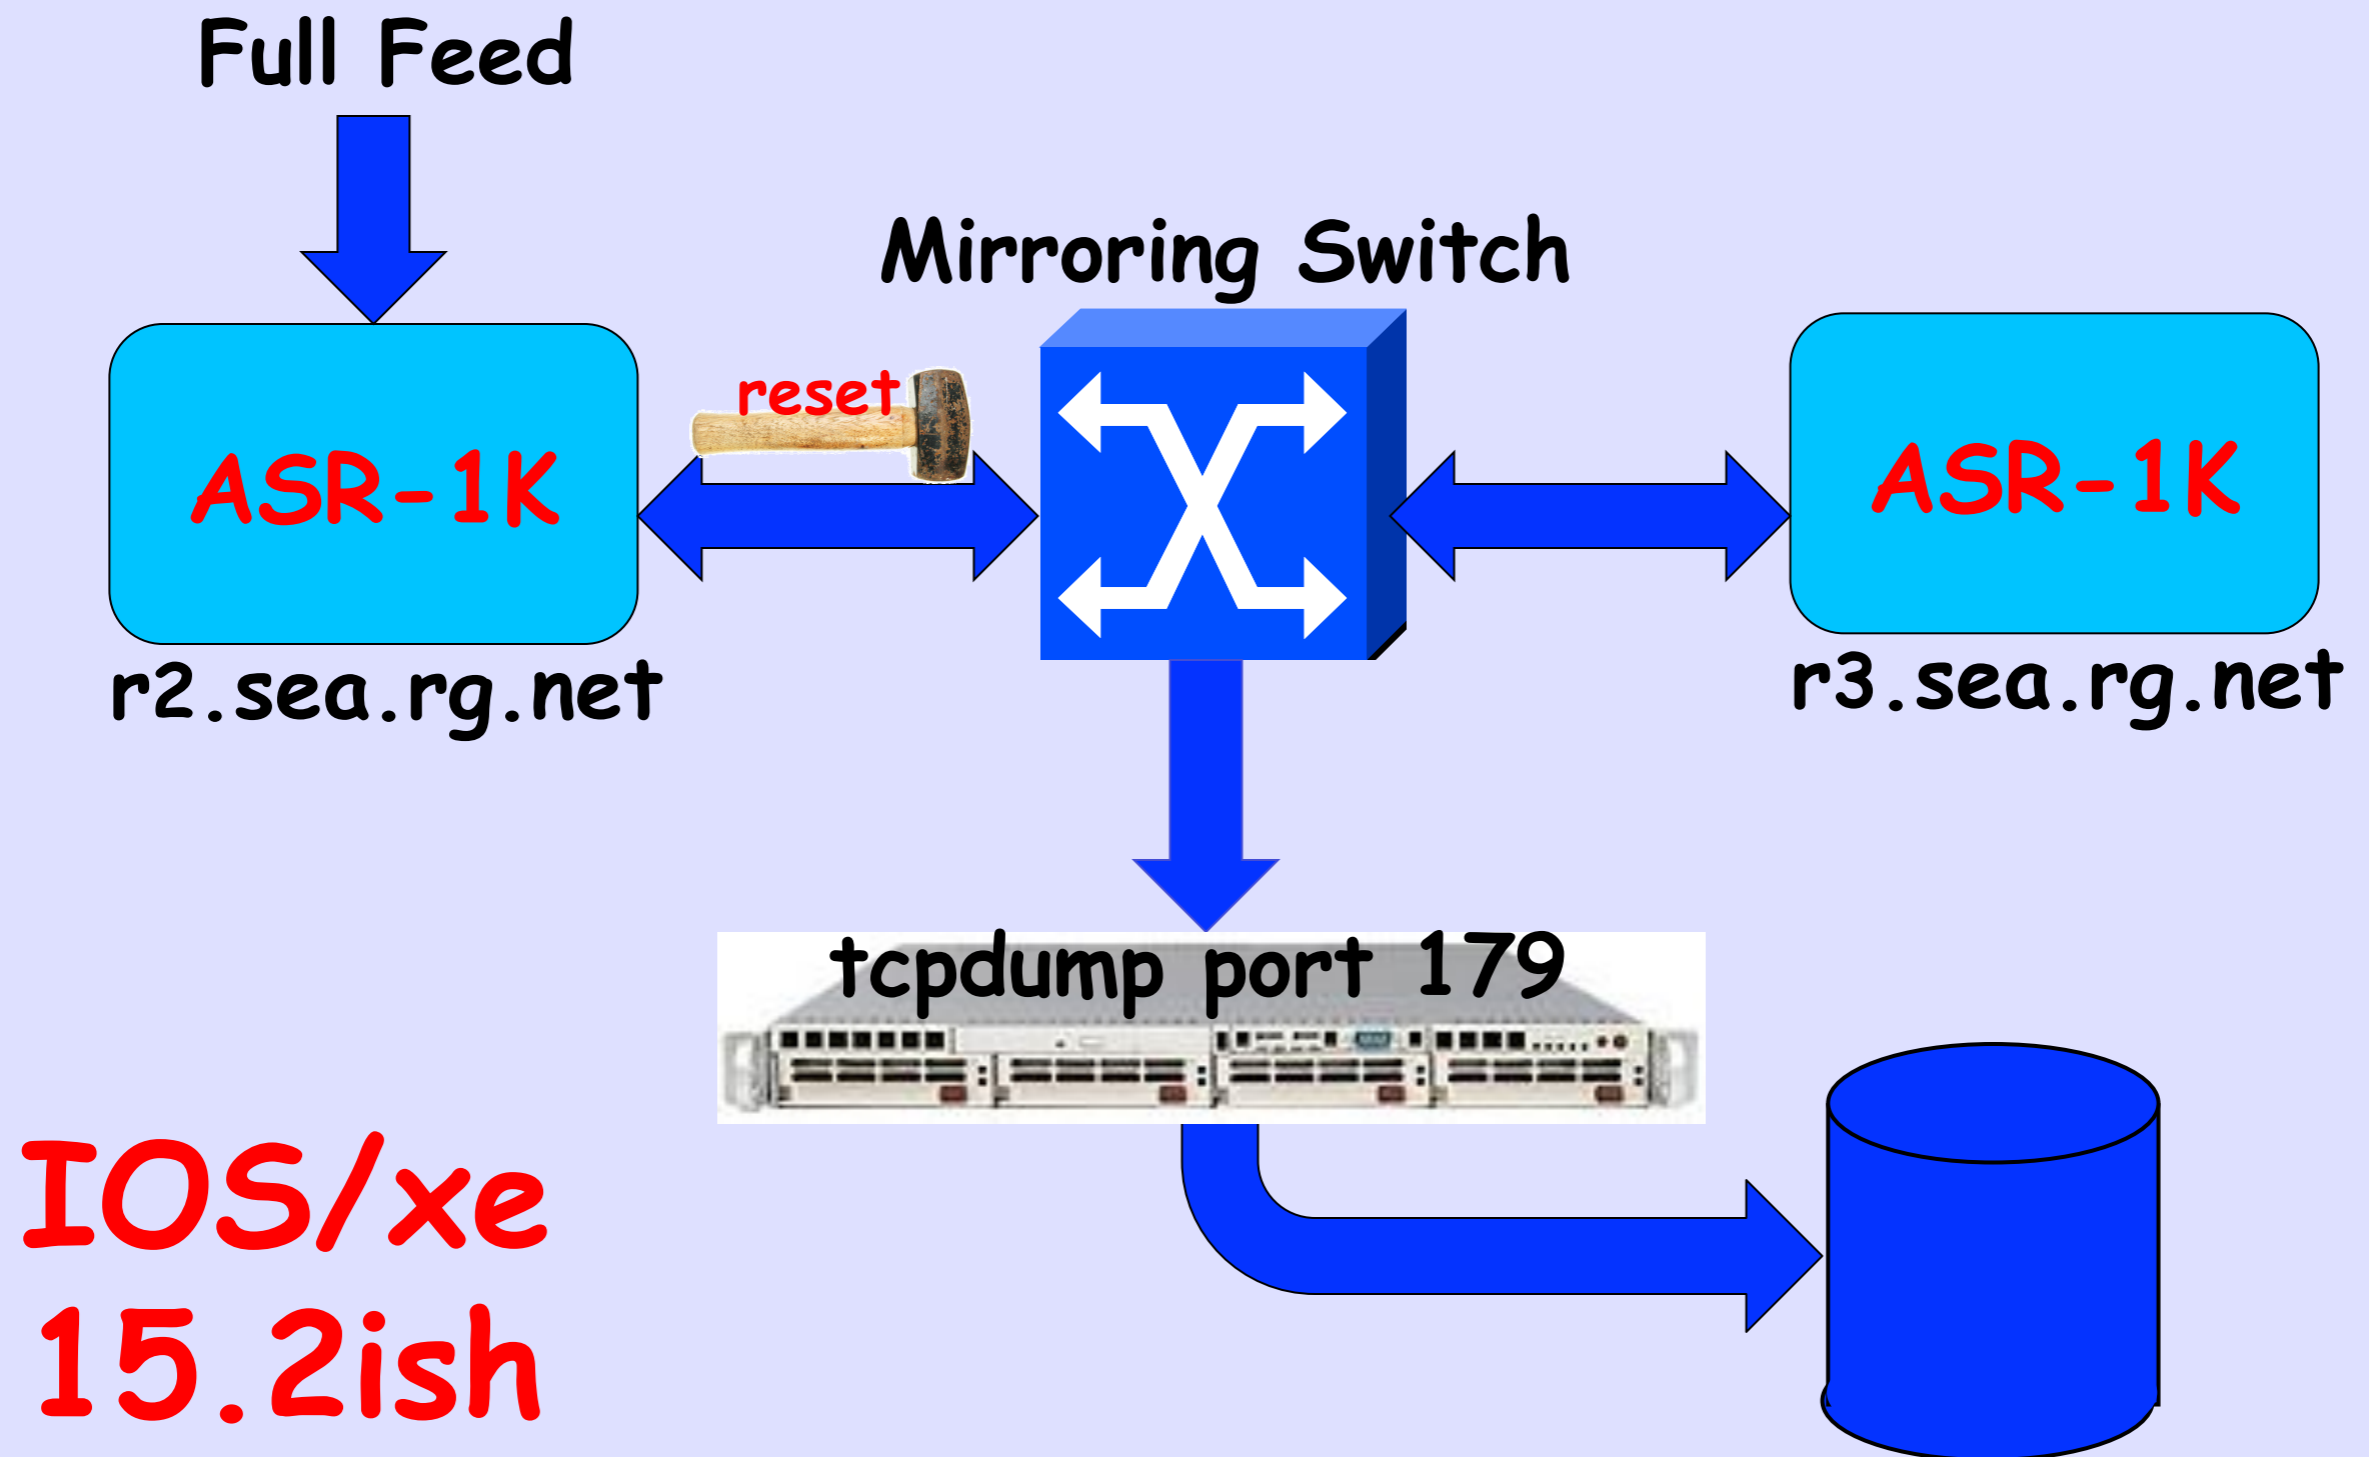 Full Feed
Mirroring Switch
reset
ASR-1K
ASR-1K
r2.sea.rg.net
r3.sea.rg.net
tcpdump port 179
IOS/xe
15.2ish